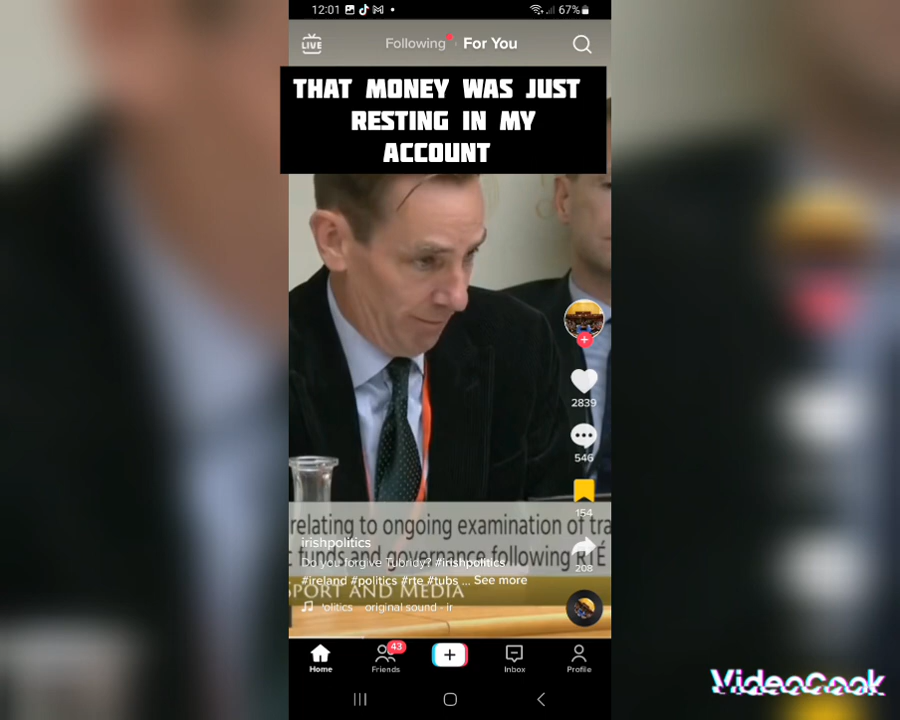 12:01
67%
LIVE
Following
For You
THAT MONEY WAS JUST
RESTING IN MY
ACCOUNT
2839
546
154
208
relating to ongoing examination of tra
funds and governance following RTÉ
irishpolitics
Do you forgive Tubridy? #irishpolitics
#ireland #politics #rte #tubs ... See more
SPORT AND MEDIA
olitics original sound - ir
43
Home
Friends
Inbox
Profile
VideoCook